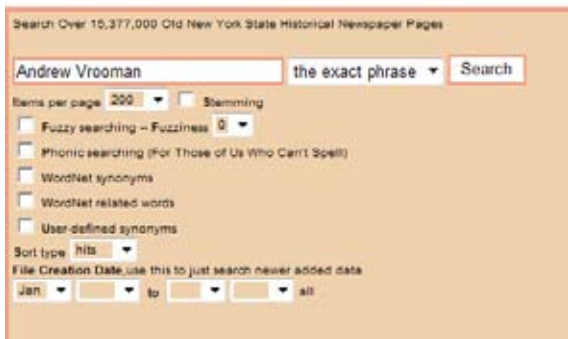 Search Over 15,377,000 Old New York State Historical Newspaper Pages
Andrew Vrooman the exact phrase Search
Items per page 200 Stemming
Fuzzy searching -- Fuzziness 0
Phonic searching (For Those of Us Who Can't Spell)
WordNet synonyms
WordNet related words
User-defined synonyms
Sort type hits
File Creation Date,use this to just search newer added data
Jan to all